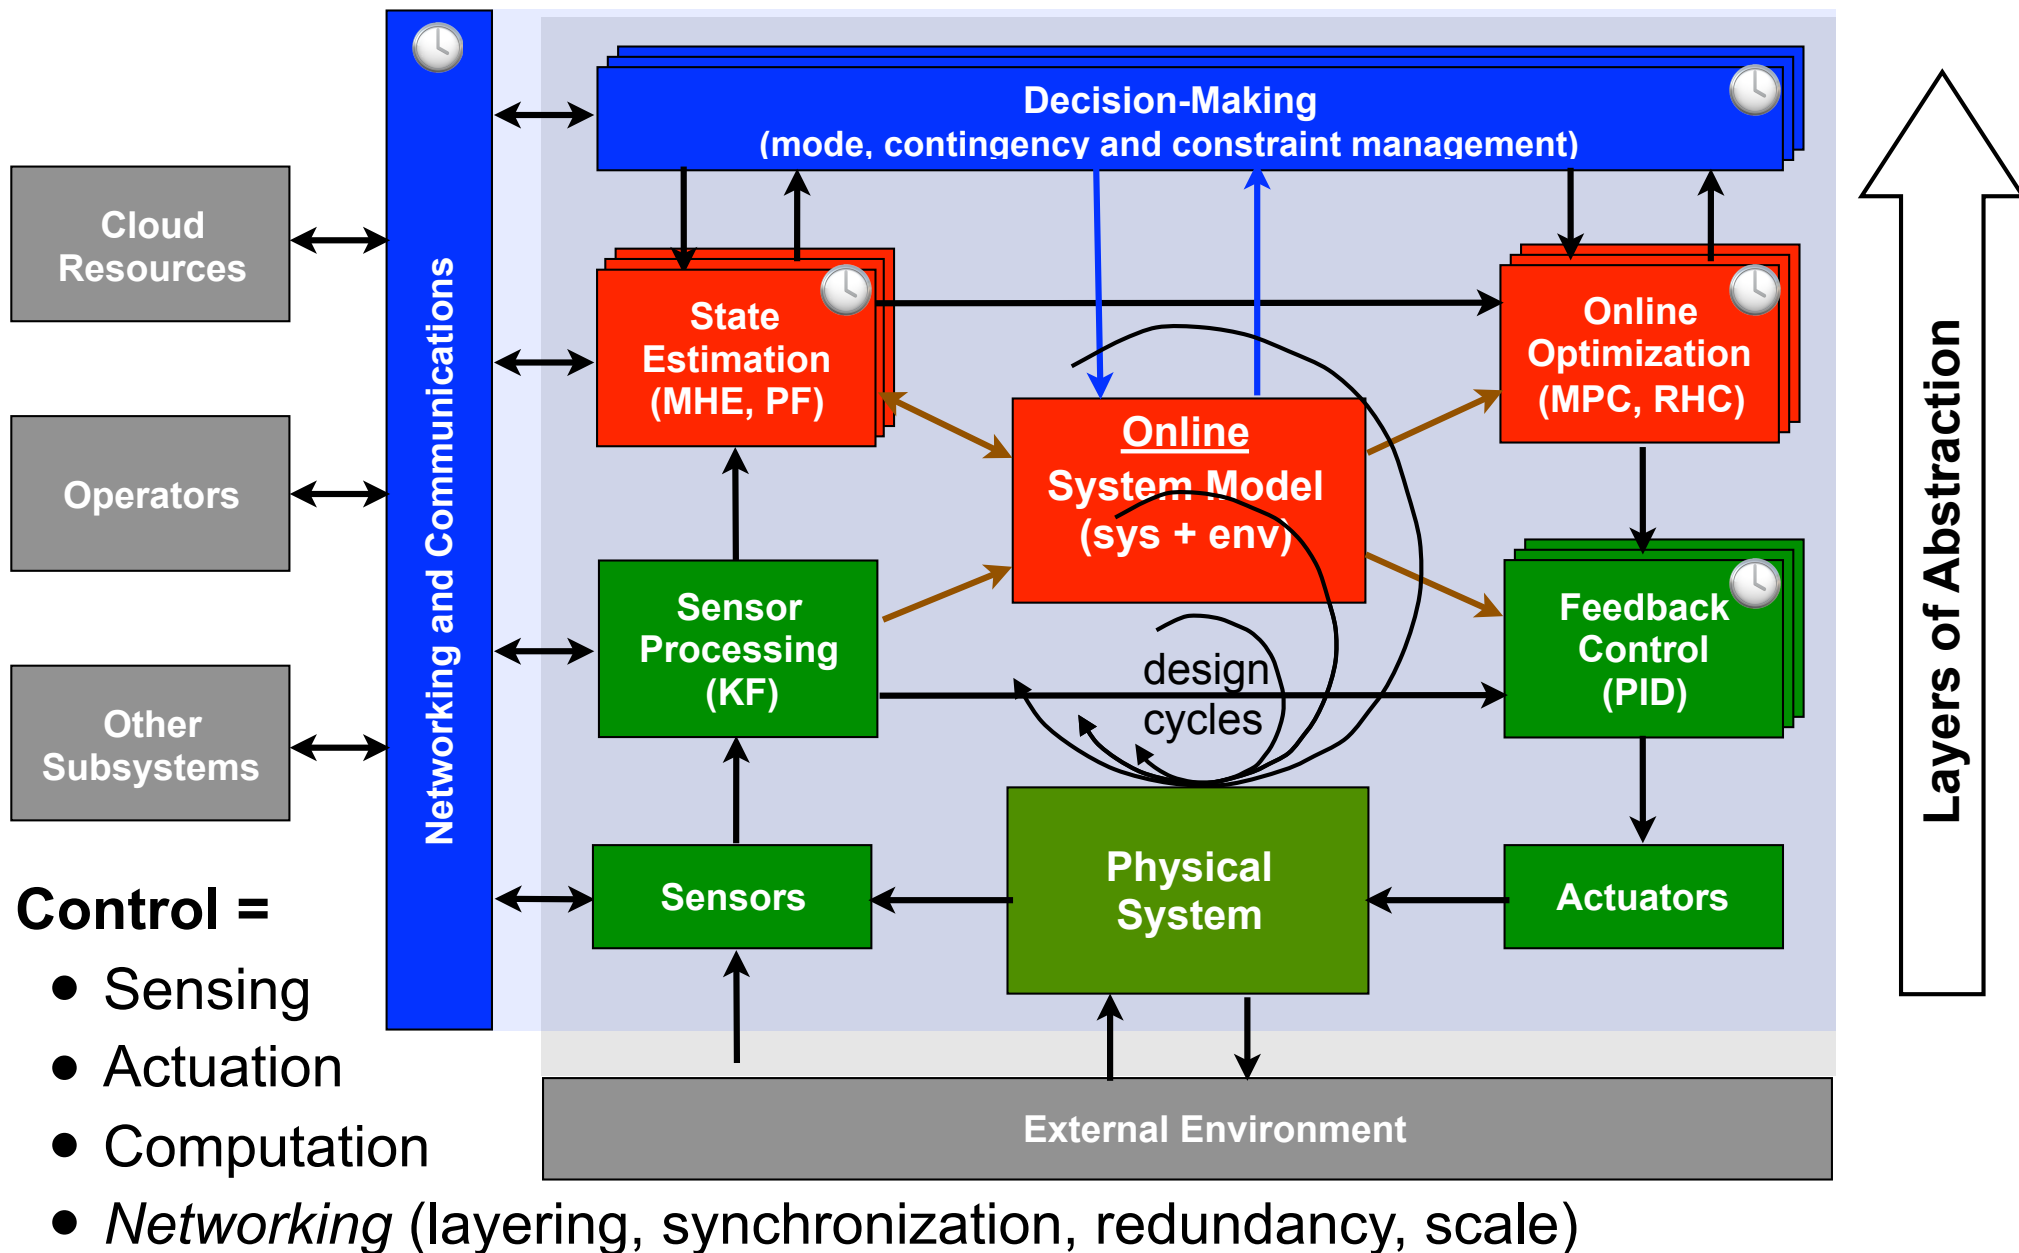 Decision-Making
(mode, contingency and constraint management)
Cloud
Resources
Operators
Other
Subsystems
Networking and Communications
State
Estimation
(MHE, PF)
Online
Optimization
(MPC, RHC)
Online
System Model
(sys + env)
Sensor
Processing
(KF)
Feedback
Control
(PID)
design
cycles
Sensors
Physical
System
Actuators
External Environment
Layers of Abstraction
Control =
• Sensing
• Actuation
• Computation
• Networking (layering, synchronization, redundancy, scale)